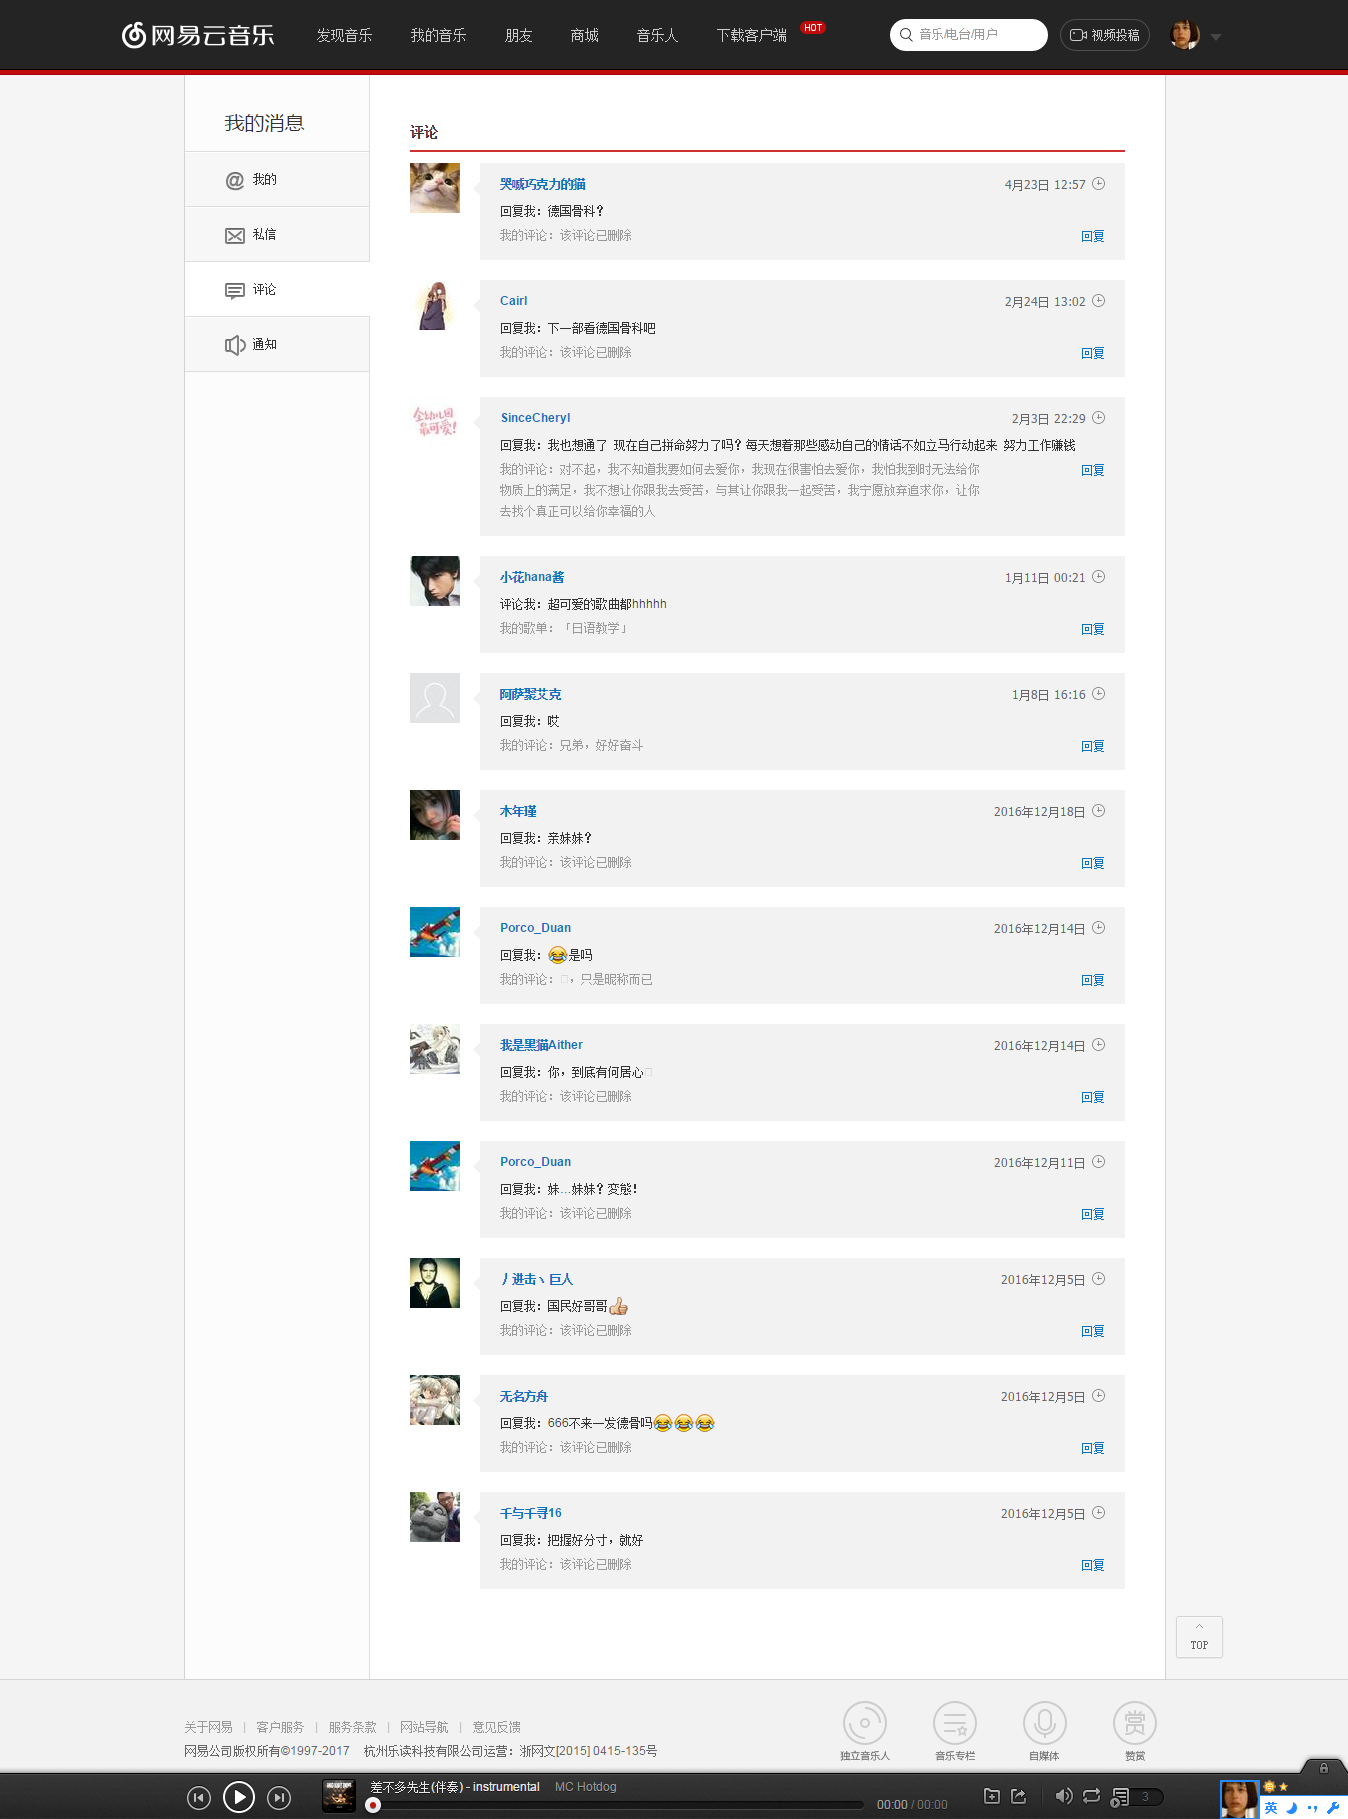 网易云音乐
发现音乐 我的音乐 朋友 商城 音乐人 下载客户端 HOT
音乐/电台/用户
视频投稿
我的消息
我的
私信
评论
通知
评论
哭喊巧克力的猫 4月23日 12:57
回复我：德国骨科？
我的评论：该评论已删除 回复
Cairl 2月24日 13:02
回复我：下一部看德国骨科吧
我的评论：该评论已删除 回复
全幼儿园
最可爱!
SinceCheryl 2月3日 22:29
回复我：我也想通了 现在自己拼命努力了吗？每天想着那些感动自己的情话不如立马行动起来 努力工作赚钱
我的评论：对不起，我不知道我要如何去爱你，我现在很害怕去爱你，我怕我到时无法给你 回复
物质上的满足，我不想让你跟我去受苦，与其让你跟我一起受苦，我宁愿放弃追求你，让你
去找个真正可以给你幸福的人
小花hana酱 1月11日 00:21
评论我：超可爱的歌曲都hhhhh
我的歌单：「日语教学」 回复
阿萨聚艾克 1月8日 16:16
回复我：哎
我的评论：兄弟，好好奋斗 回复
木年瑾 2016年12月18日
回复我：亲妹妹？
我的评论：该评论已删除 回复
Porco_Duan 2016年12月14日
回复我：😂是吗
我的评论：，只是昵称而已 回复
我是黑猫Aither 2016年12月14日
回复我：你，到底有何居心
我的评论：该评论已删除 回复
Porco_Duan 2016年12月11日
回复我：妹...妹妹？变態！
我的评论：该评论已删除 回复
丿进击丶巨人 2016年12月5日
回复我：国民好哥哥👍
我的评论：该评论已删除 回复
无名方舟 2016年12月5日
回复我：666不来一发德骨吗😂😂😂
我的评论：该评论已删除 回复
千与千寻16 2016年12月5日
回复我：把握好分寸，就好
我的评论：该评论已删除 回复
TOP
关于网易 | 客户服务 | 服务条款 | 网站导航 | 意见反馈
网易公司版权所有©1997-2017 杭州乐读科技有限公司运营：浙网文[2015] 0415-135号
独立音乐人 音乐专栏 自媒体 赞赏
赏
差不多先生(伴奏) - instrumental MC Hotdog
00:00 / 00:00
3
英